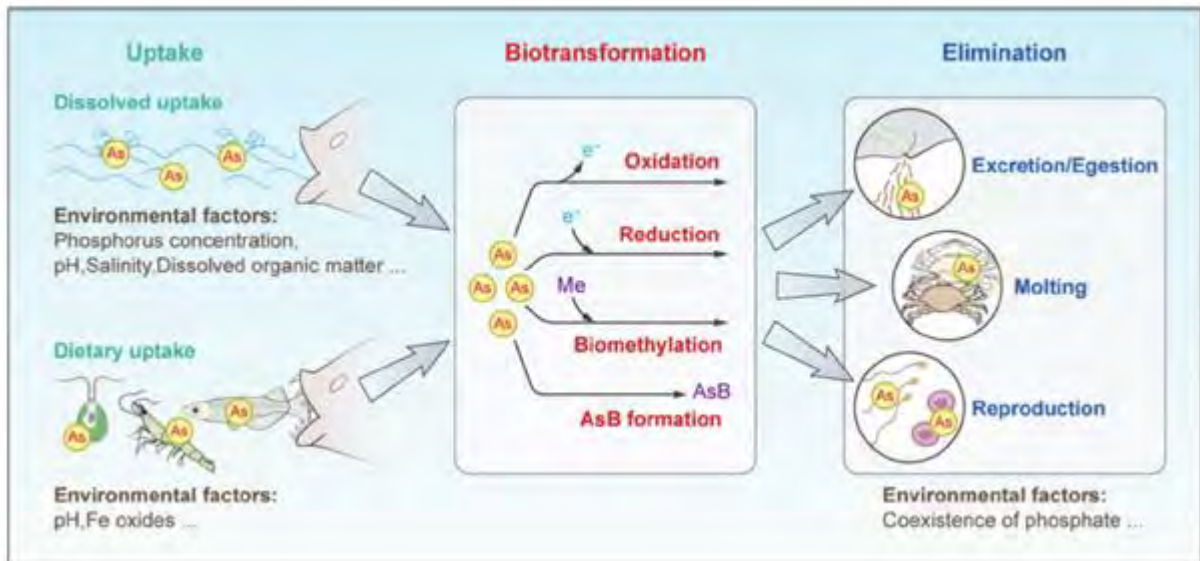 Uptake
Dissolved uptake
As
As
As
Environmental factors:
Phosphorus concentration,
pH,Salinity,Dissolved organic matter ...
Dietary uptake
As
As
As
Environmental factors:
pH,Fe oxides ...
Biotransformation
e⁻
Oxidation
e⁻
Reduction
As
As
As
As
Me
Biomethylation
AsB
AsB formation
Elimination
As
Excretion/Egestion
As
Molting
As
As
Reproduction
Environmental factors:
Coexistence of phosphate ...